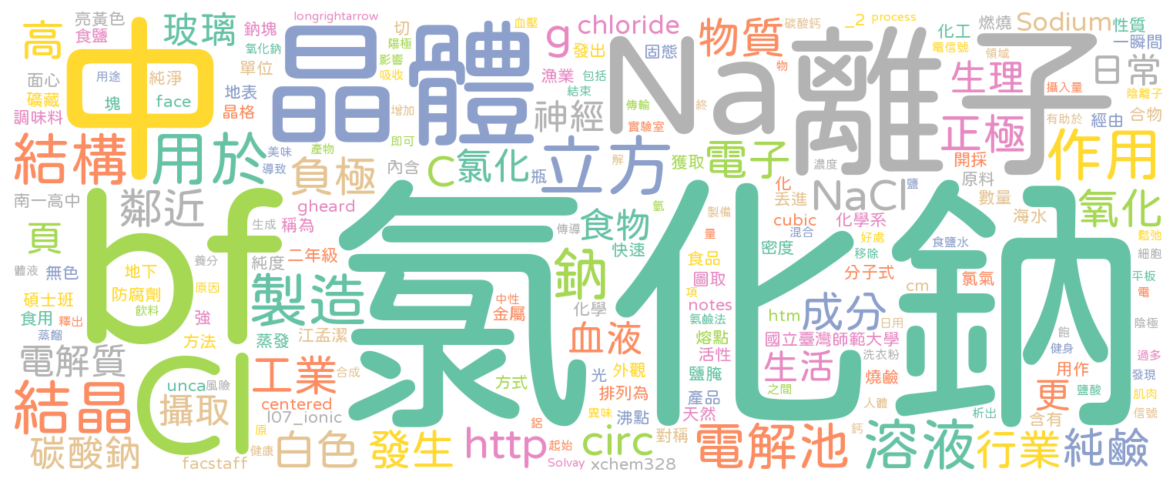 亮黃色
食鹽
高
面心
礦藏
調味料
用途
塊
純淨
face
中
鈉塊
氯化鈉
玻璃
切
單位
地表
晶格
longrightarrow
陽極
影響
吸收
晶體
血壓
g
chloride
發出
固態
漁業
包括
結束
神經
傳輸
實驗室
Na
物質
碳酸鈣
_2
process
電信號
領域
攝入量
物
增加
終
離子
燃燒
Sodium
性質
化工
一瞬間
日常
生理
陰離子
合物
有助於
經由
正極
開採
作用
結構
用於
美味
導致
即可
產物
負極
C
氯化
立方
解
瓶
獲取
電子
濃度
化
鹽
丟進
原料
數量
NaCl
南一高中
鄰近
內含
生成
稱為
gheard
傳導
氫
食物
快速
製備
量
cubic
混合
化學系
好處
移除
海水
氧化
鬆弛
細胞
頁
體液
無色
養分
原因
純度
二年級
bf
氯化鈉
密度
食鹽水
分子式
氯氣
平板
電
碩士班
地下
防腐劑
飲料
食用
釋出
強
蒸餾
方法
製造
中性
金屬
化學
鈉
食品
圖取
項
notes
氨鹼法
cm
htm
成分
日用
陰極
電解質
蒸發
江孟潔
血液
熔點
活性
國立臺灣師範大學
飽
健身
過多
結晶
Cl
unca
風險
合成
工業
方式
光
外觀
鹽腌
生活
洗衣粉
燒鹼
用作
更
鹽酸
發現
肌肉
信號
攝取
centered
l07_ionic
排列為
產品
天然
之間
人體
析出
含有
碳酸鈉
facstaff
原
健康
白色
發生
http
鋁
異味
起始
Solvay
沸點
circ
xchem328
對稱
電解池
鈣
溶液
行業
純鹼